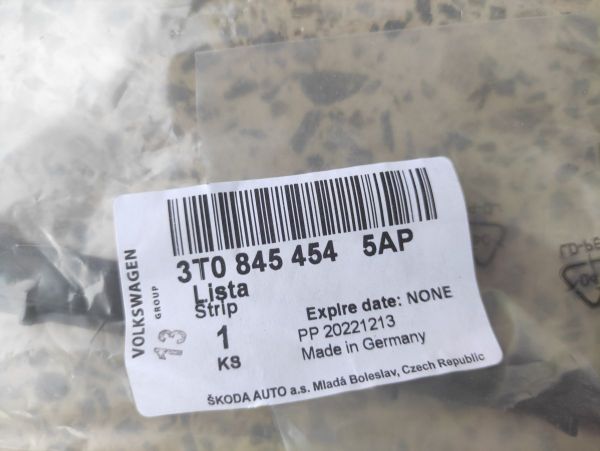 VOLKSWAGEN
GROUP
13
3T0 845 454 5AP
Lista
Strip
1
KS
Expire date: NONE
PP 20221213
Made in Germany
ŠKODA AUTO a.s. Mladá Boleslav, Czech Republic